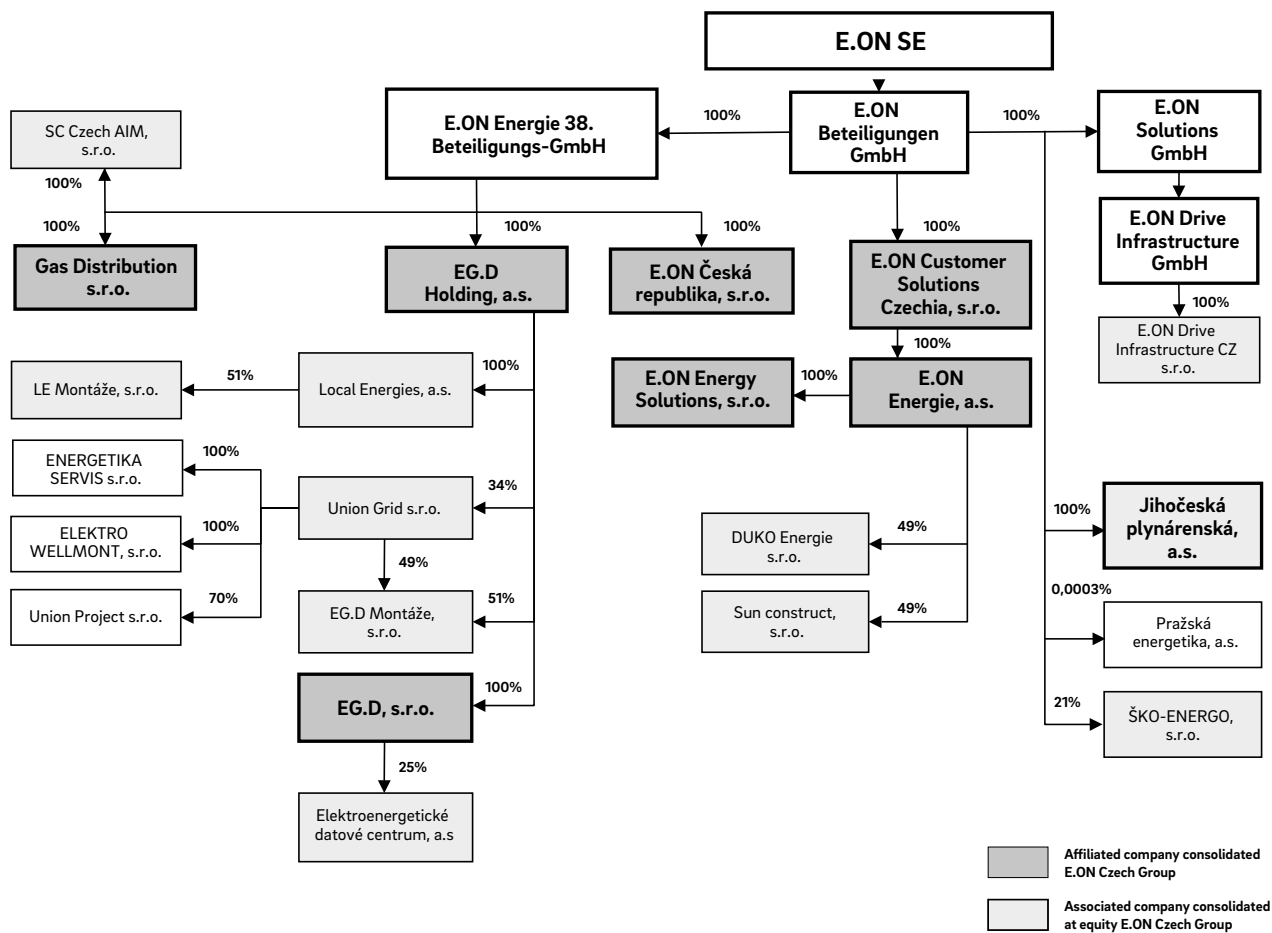 E.ON SE
E.ON Energie 38.
Beteiligungs-GmbH
100%
E.ON
Beteiligungen
GmbH
100%
E.ON
Solutions
GmbH
SC Czech AIM,
s.r.o.
100%
100%
Gas Distribution
s.r.o.
100%
EG.D
Holding, a.s.
100%
E.ON Česká
republika, s.r.o.
100%
E.ON Customer
Solutions
Czechia, s.r.o.
E.ON Drive
Infrastructure
GmbH
100%
E.ON Drive
Infrastructure CZ
s.r.o.
LE Montáže, s.r.o.
51%
Local Energies, a.s.
100%
E.ON Energy
Solutions, s.r.o.
100%
100%
E.ON
Energie, a.s.
ENERGETIKA
SERVIS s.r.o.
100%
ELEKTRO
WELLMONT, s.r.o.
100%
Union Project s.r.o.
70%
Union Grid s.r.o.
34%
49%
EG.D Montáže,
s.r.o.
51%
DUKO Energie
s.r.o.
49%
Sun construct,
s.r.o.
49%
100%
Jihočeská
plynárenská,
a.s.
0,0003%
Pražská
energetika, a.s.
21%
ŠKO-ENERGO,
s.r.o.
EG.D, s.r.o.
100%
25%
Elektroenergetické
datové centrum, a.s
Affiliated company consolidated
E.ON Czech Group
Associated company consolidated
at equity E.ON Czech Group